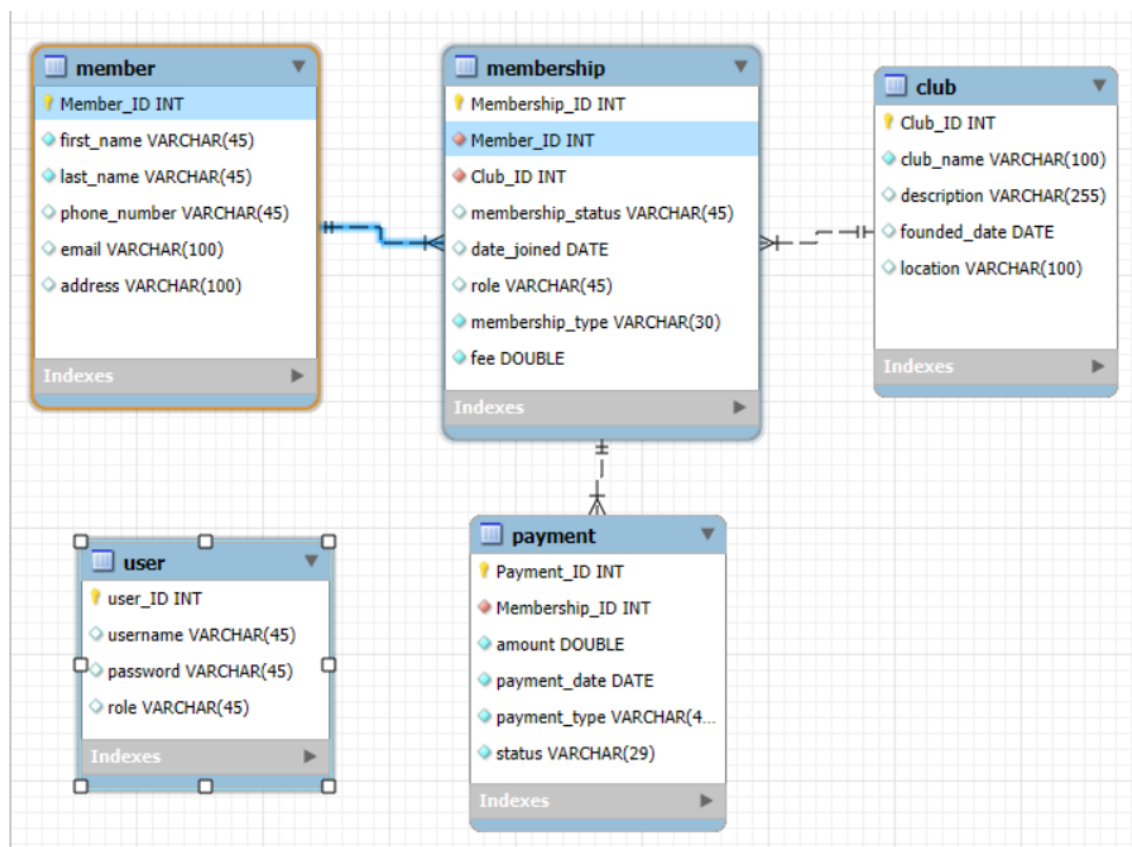 member
Member_ID INT
first_name VARCHAR(45)
last_name VARCHAR(45)
phone_number VARCHAR(45)
email VARCHAR(100)
address VARCHAR(100)
Indexes
membership
Membership_ID INT
Member_ID INT
Club_ID INT
membership_status VARCHAR(45)
date_joined DATE
role VARCHAR(45)
membership_type VARCHAR(30)
fee DOUBLE
Indexes
club
Club_ID INT
club_name VARCHAR(100)
description VARCHAR(255)
founded_date DATE
location VARCHAR(100)
Indexes
user
user_ID INT
username VARCHAR(45)
password VARCHAR(45)
role VARCHAR(45)
Indexes
payment
Payment_ID INT
Membership_ID INT
amount DOUBLE
payment_date DATE
payment_type VARCHAR(4...
status VARCHAR(29)
Indexes